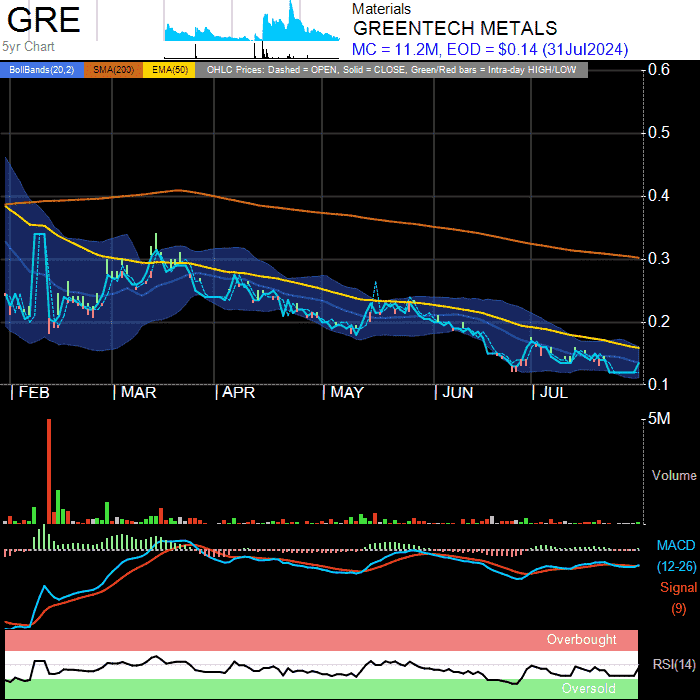 GRE
5yr Chart
Materials
GREENTECH METALS
MC = 11.2M, EOD = $0.14 (31Jul2024)
BollBands(20,2) SMA(200) EMA(50) OHLC Prices: Dashed = OPEN, Solid = CLOSE, Green/Red bars = Intra-day HIGH/LOW
0.6
0.5
0.4
0.3
0.2
0.1
FEB MAR APR MAY JUN JUL
5M
Volume
MACD
(12-26)
Signal
(9)
Overbought
RSI(14)
Oversold